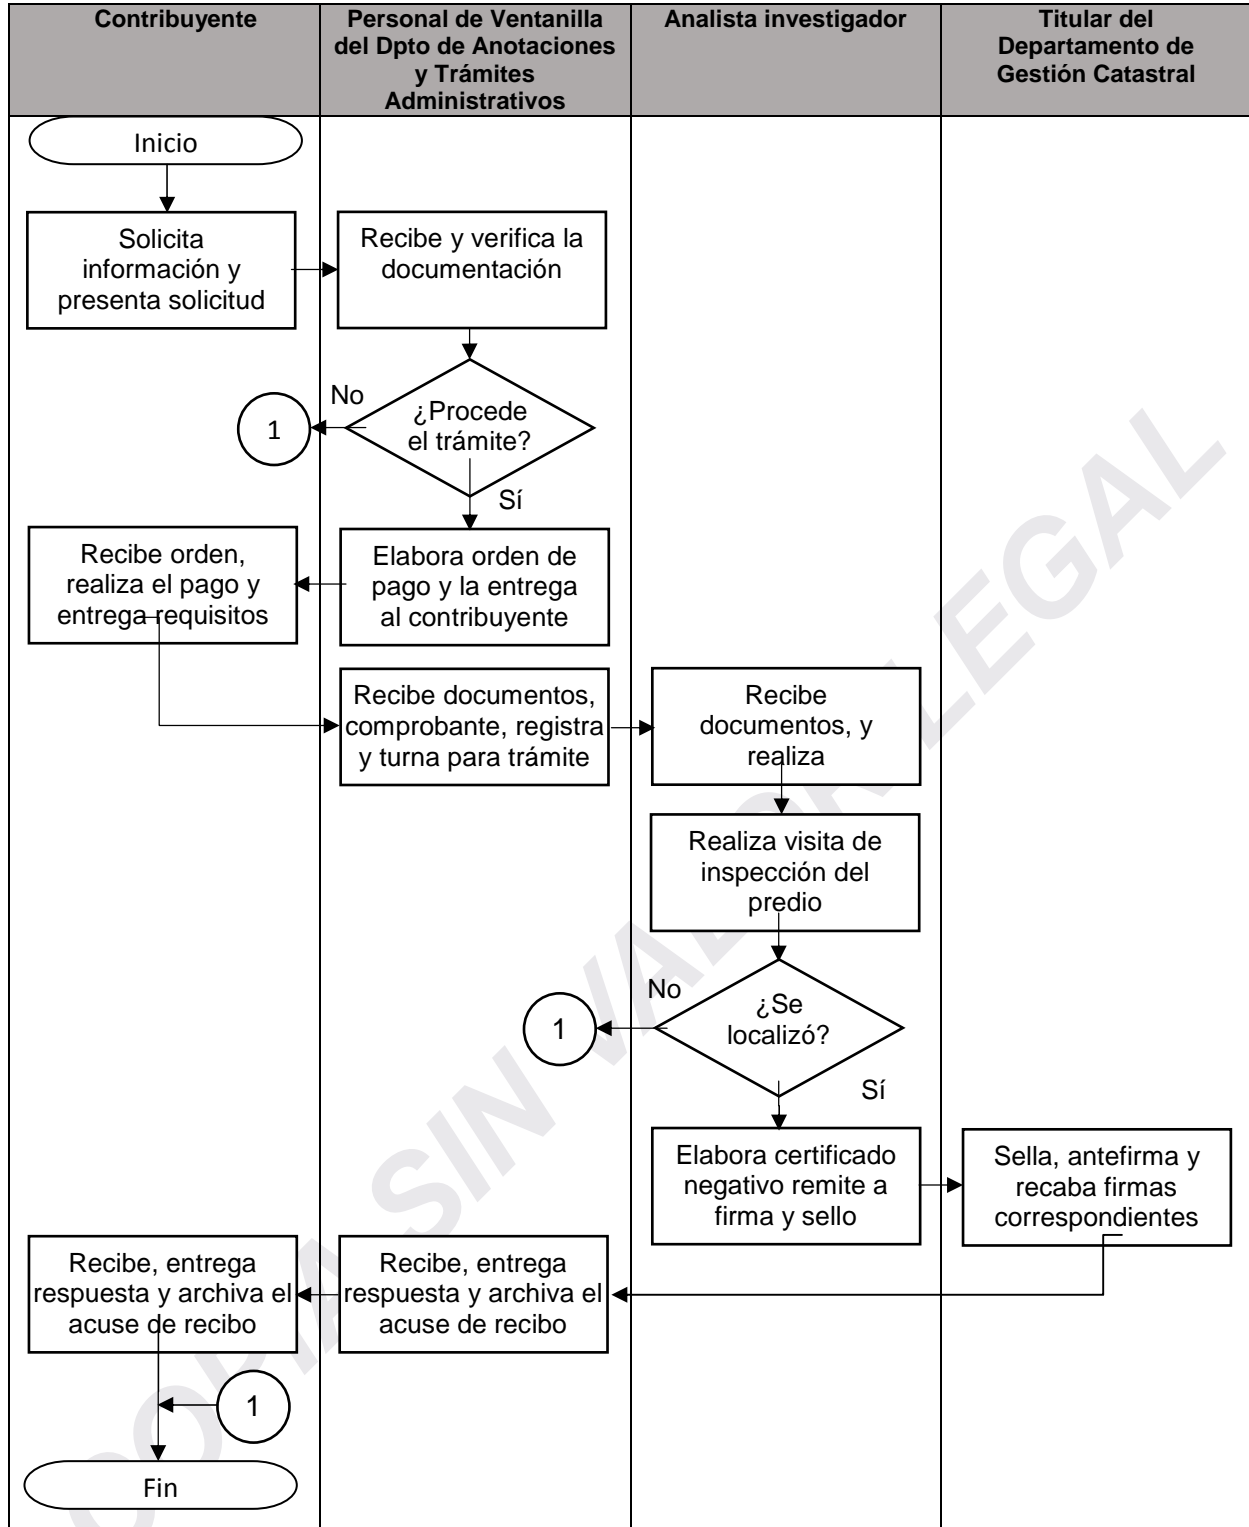 Contribuyente
Personal de Ventanilla
del Dpto de Anotaciones
y Trámites
Administrativos
Analista investigador
Titular del
Departamento de
Gestión Catastral
Inicio
Solicita
información y
presenta solicitud
Recibe y verifica la
documentación
No
1
¿Procede
el trámite?
Sí
Recibe orden,
realiza el pago y
entrega requisitos
Elabora orden de
pago y la entrega
al contribuyente
Recibe documentos,
comprobante, registra
y turna para trámite
Recibe
documentos, y
realiza
Realiza visita de
inspección del
predio
No
1
¿Se
localizó?
Sí
Elabora certificado
negativo remite a
firma y sello
Sella, antefirma y
recaba firmas
correspondientes
Recibe, entrega
respuesta y archiva el
acuse de recibo
Recibe, entrega
respuesta y archiva el
acuse de recibo
1
Fin
COPIA SIN VALOR LEGAL